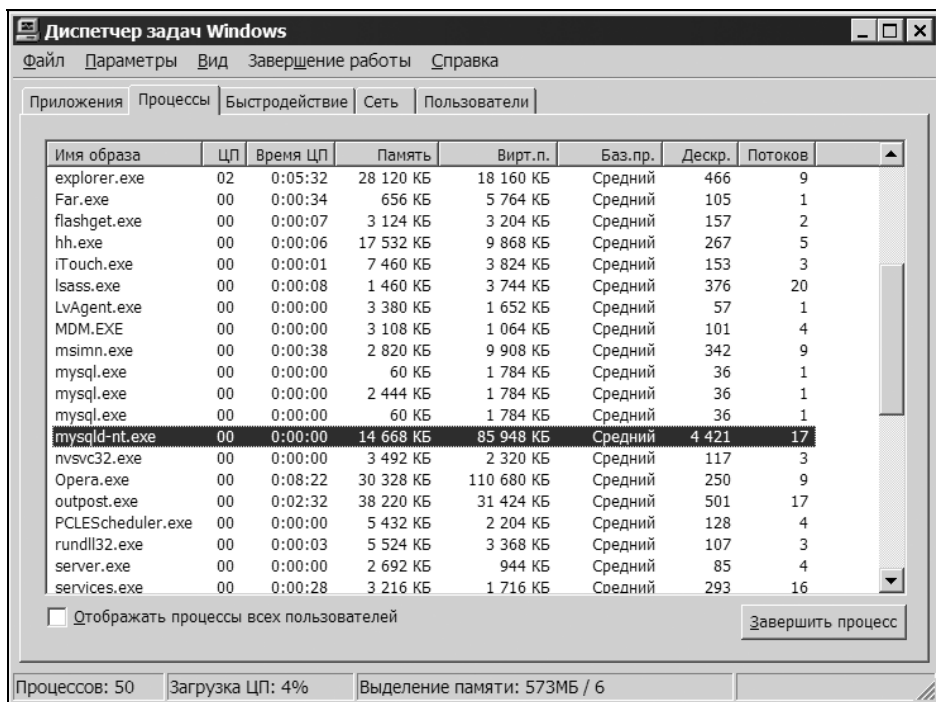 Диспетчер задач Windows
Файл Параметры Вид Завершение работы Справка
Приложения Процессы Быстродействие Сеть Пользователи
Имя образа ЦП Время ЦП Память Вирт.п. Баз.пр. Дескр. Потоков
explorer.exe 02 0:05:32 28 120 КБ 18 160 КБ Средний 466 9
Far.exe 00 0:00:34 656 КБ 5 764 КБ Средний 105 1
flashget.exe 00 0:00:07 3 124 КБ 3 204 КБ Средний 157 2
hh.exe 00 0:00:06 17 532 КБ 9 868 КБ Средний 267 5
iTouch.exe 00 0:00:01 7 460 КБ 3 824 КБ Средний 153 3
lsass.exe 00 0:00:08 1 460 КБ 3 744 КБ Средний 376 20
LvAgent.exe 00 0:00:00 3 380 КБ 1 652 КБ Средний 57 1
MDM.EXE 00 0:00:00 3 108 КБ 1 064 КБ Средний 101 4
msimn.exe 00 0:00:38 2 820 КБ 9 908 КБ Средний 342 9
mysql.exe 00 0:00:00 60 КБ 1 784 КБ Средний 36 1
mysql.exe 00 0:00:00 2 444 КБ 1 784 КБ Средний 36 1
mysql.exe 00 0:00:00 60 КБ 1 784 КБ Средний 36 1
mysqld-nt.exe 00 0:00:00 14 668 КБ 85 948 КБ Средний 4 421 17
nvsvc32.exe 00 0:00:00 3 492 КБ 2 320 КБ Средний 117 3
Opera.exe 00 0:08:22 30 328 КБ 110 680 КБ Средний 250 9
outpost.exe 00 0:02:32 38 220 КБ 31 424 КБ Средний 501 17
PCLEScheduler.exe 00 0:00:00 5 432 КБ 2 204 КБ Средний 128 4
rundll32.exe 00 0:00:03 5 524 КБ 3 368 КБ Средний 107 3
server.exe 00 0:00:00 2 692 КБ 944 КБ Средний 85 4
services.exe 00 0:00:28 3 216 КБ 1 716 КБ Средний 293 16
Отображать процессы всех пользователей
Завершить процесс
Процессов: 50 Загрузка ЦП: 4% Выделение памяти: 573МБ / 6